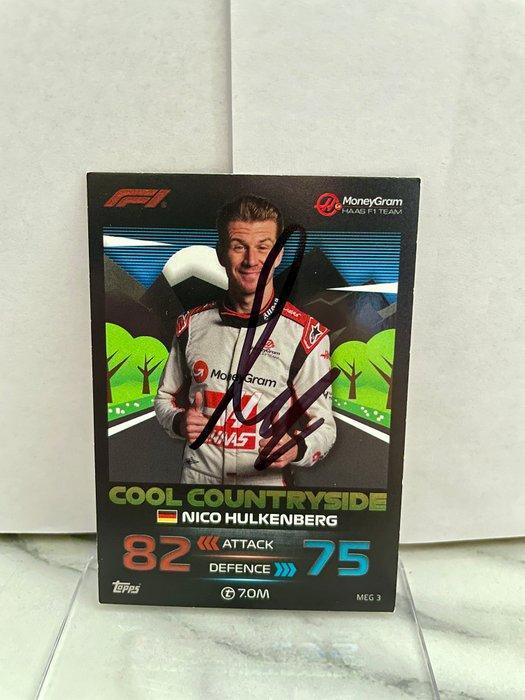 F1
MoneyGram
HAAS F1 TEAM
MoneyGram
HAAS
COOL COUNTRYSIDE
NICO HULKENBERG
82 ATTACK
DEFENCE 75
7.0M
topps
MEG 3